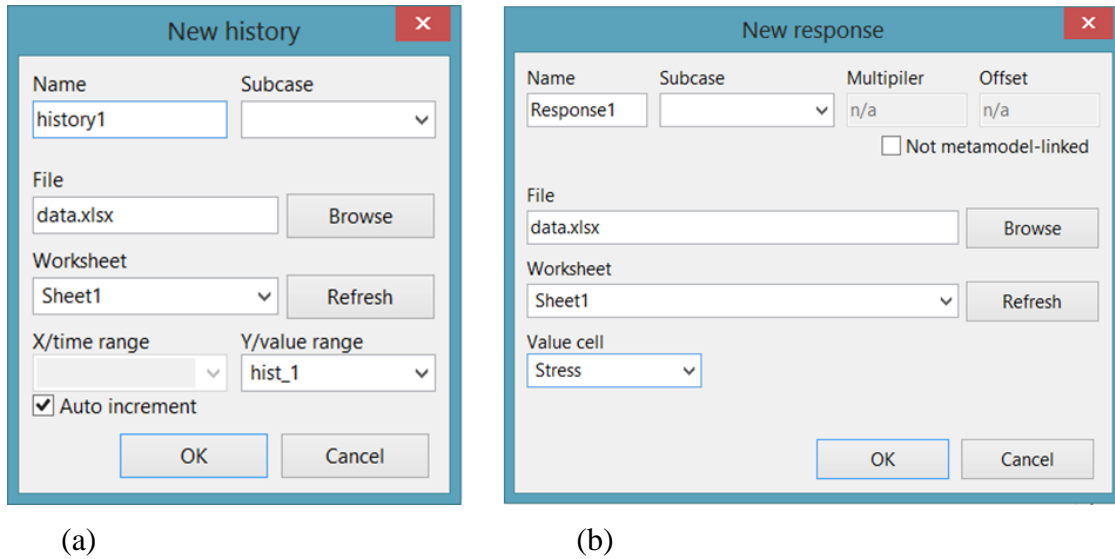 New history
Name Subcase
history1
File
data.xlsx Browse
Worksheet
Sheet1 Refresh
X/time range Y/value range
hist_1
Auto increment
OK Cancel
(a)
New response
Name Subcase Multipiler Offset
Response1 n/a n/a
Not metamodel-linked
File
data.xlsx Browse
Worksheet
Sheet1 Refresh
Value cell
Stress
OK Cancel
(b)